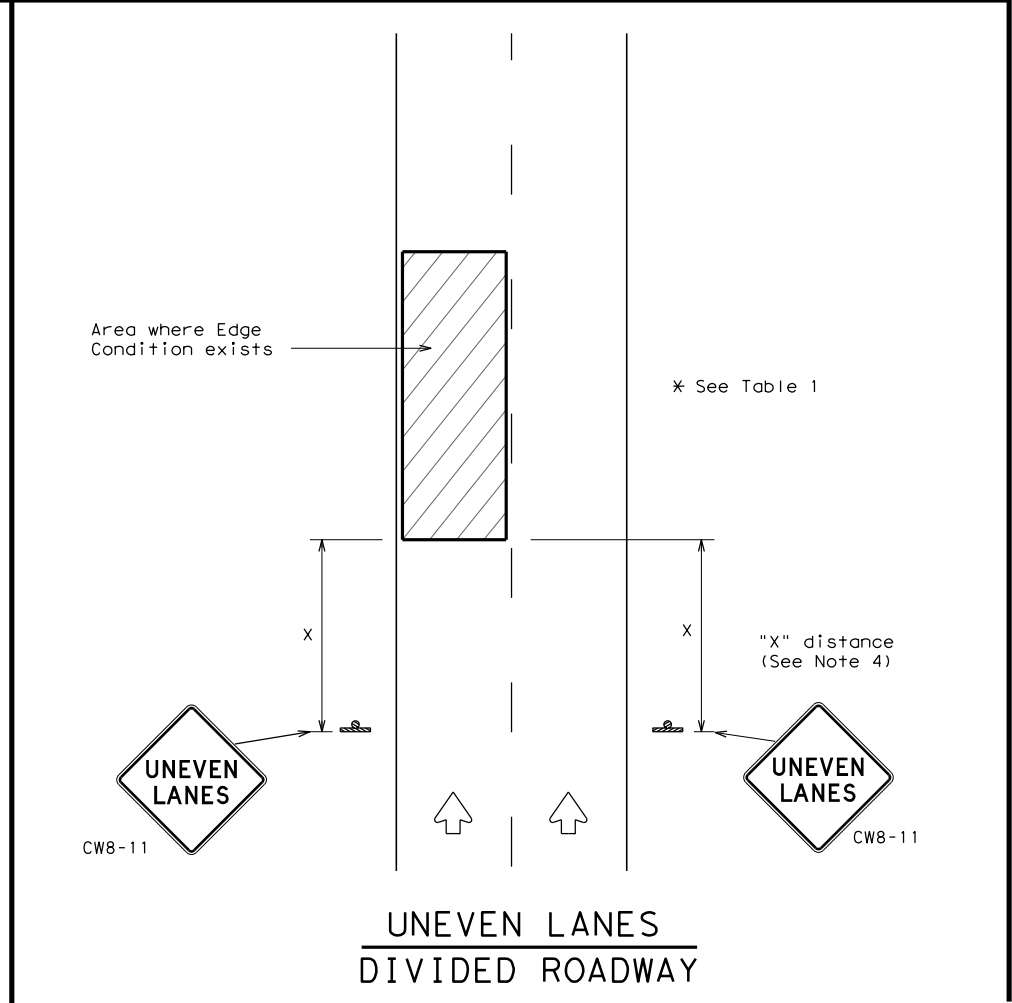 Area where Edge
Condition exists
* See Table 1
X
X
"X" distance
(See Note 4)
UNEVEN
LANES
CW8-11
UNEVEN
LANES
CW8-11
UNEVEN LANES
DIVIDED ROADWAY